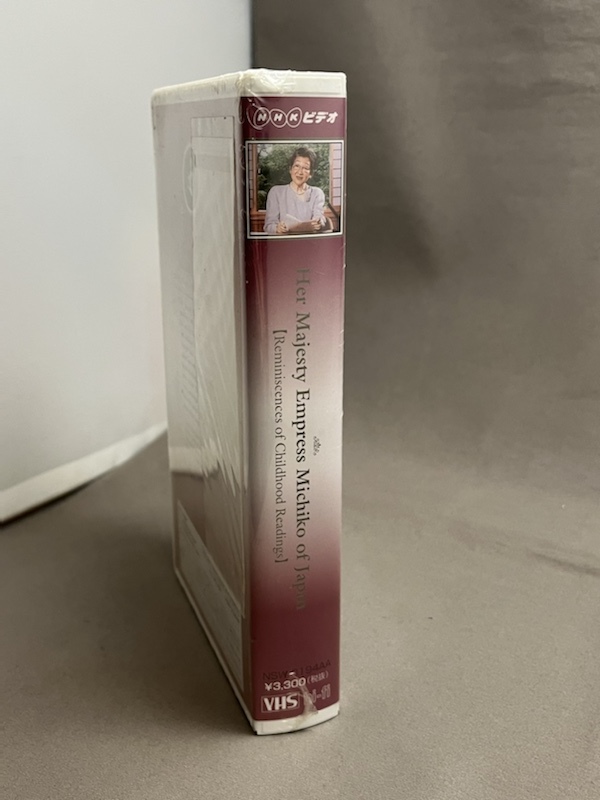 NHKビデオ
Her Majesty Empress Michiko of Japan
【Reminiscences of Childhood Readings】
¥3,300(税抜)
VHS